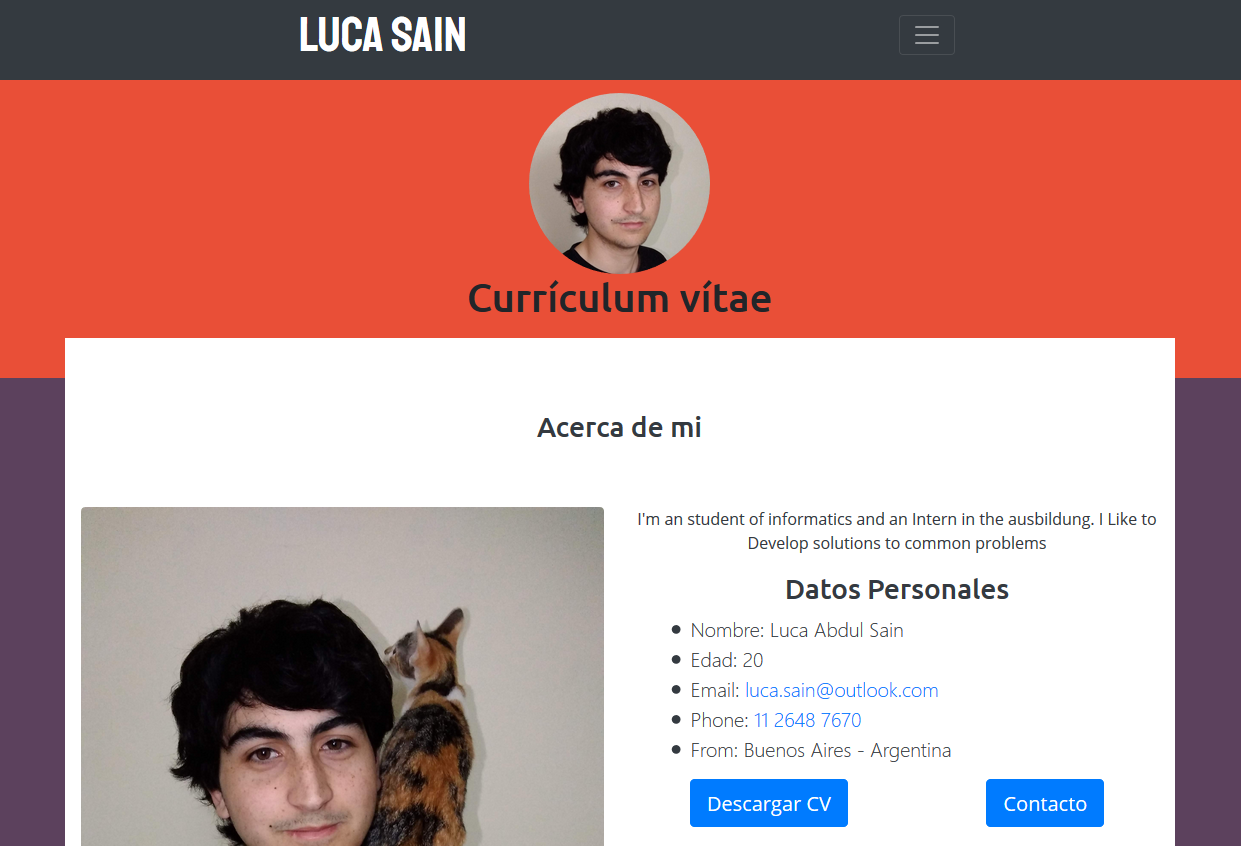 LUCA SAIN
Currículum vítae
Acerca de mi
I'm an student of informatics and an Intern in the ausbildung. I Like to
Develop solutions to common problems
Datos Personales
Nombre: Luca Abdul Sain
Edad: 20
Email: luca.sain@outlook.com
Phone: 11 2648 7670
From: Buenos Aires - Argentina
Descargar CV
Contacto